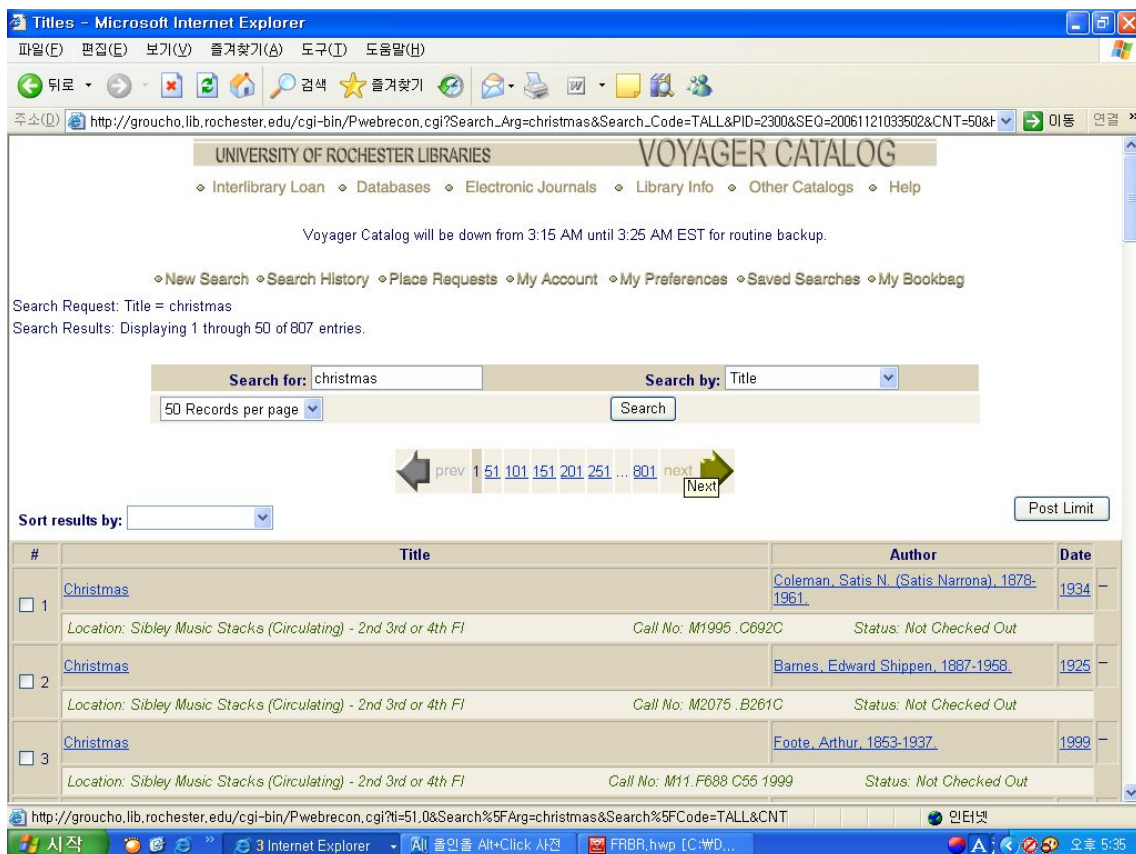 Titles - Microsoft Internet Explorer
파일(F) 편집(E) 보기(V) 즐겨찾기(A) 도구(T) 도움말(H)
뒤로 검색 즐겨찾기
주소(D) http://groucho.lib.rochester.edu/cgi-bin/Pwebrecon.cgi?Search_Arg=christmas&Search_Code=TALL&PID=2300&SEQ=20061121033502&CNT=50&H 이동 연결 »
UNIVERSITY OF ROCHESTER LIBRARIES VOYAGER CATALOG
Interlibrary Loan Databases Electronic Journals Library Info Other Catalogs Help
Voyager Catalog will be down from 3:15 AM until 3:25 AM EST for routine backup.
New Search Search History Place Requests My Account My Preferences Saved Searches My Bookbag
Search Request: Title = christmas
Search Results: Displaying 1 through 50 of 807 entries.
Search for: christmas Search by: Title
50 Records per page Search
prev 1 51 101 151 201 251 ... 801 next
Next
Post Limit
Sort results by:
# Title Author Date
1 Christmas Coleman, Satis N. (Satis Narrona), 1878-1961. 1934 –
Location: Sibley Music Stacks (Circulating) - 2nd 3rd or 4th Fl Call No: M1995 .C692C Status: Not Checked Out
2 Christmas Barnes, Edward Shippen, 1887-1958. 1925 –
Location: Sibley Music Stacks (Circulating) - 2nd 3rd or 4th Fl Call No: M2075 .B261C Status: Not Checked Out
3 Christmas Foote, Arthur, 1853-1937. 1999 –
Location: Sibley Music Stacks (Circulating) - 2nd 3rd or 4th Fl Call No: M11.F688 C55 1999 Status: Not Checked Out
http://groucho.lib.rochester.edu/cgi-bin/Pwebrecon.cgi?ti=51,0&Search%5FArg=christmas&Search%5FCode=TALL&CNT 인터넷
시작 » 3 Internet Explorer 올인올 Alt+Click 사전 FRBR.hwp [C:\WD... A 오후 5:35